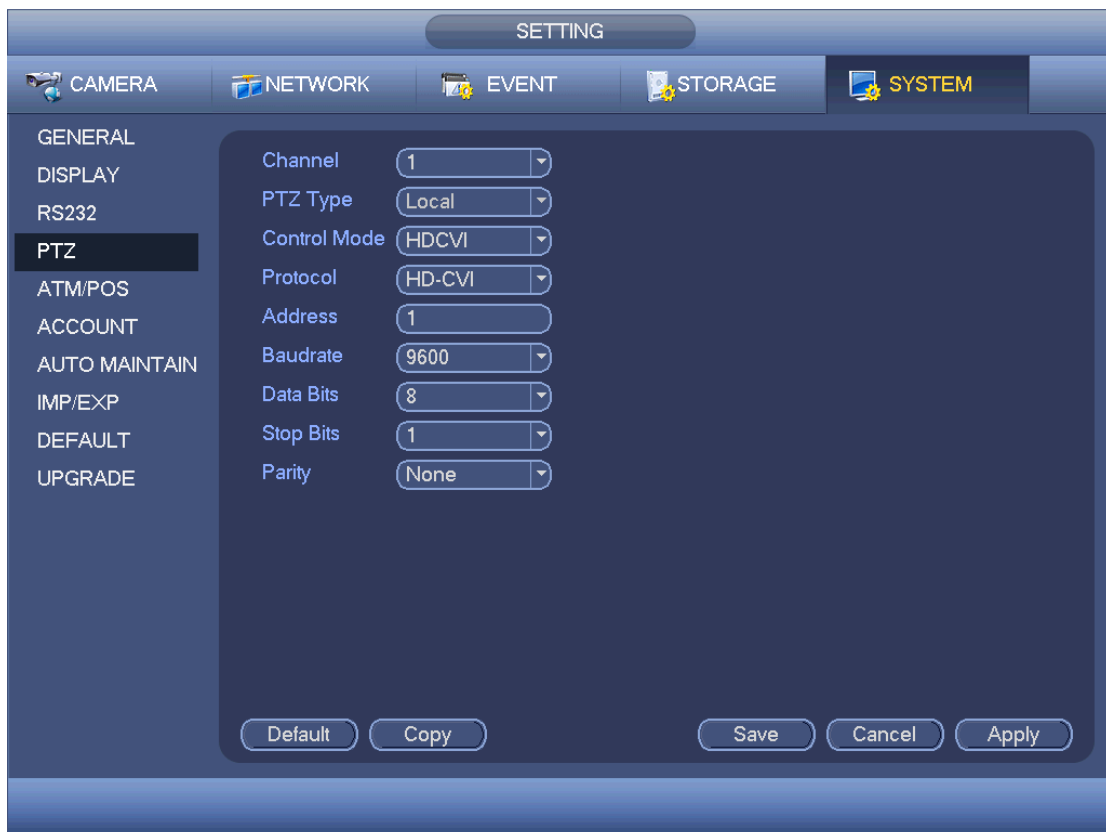 SETTING
CAMERA NETWORK EVENT STORAGE SYSTEM
GENERAL
DISPLAY
RS232
PTZ
ATM/POS
ACCOUNT
AUTO MAINTAIN
IMP/EXP
DEFAULT
UPGRADE
Channel 1
PTZ Type Local
Control Mode HDCVI
Protocol HD-CVI
Address 1
Baudrate 9600
Data Bits 8
Stop Bits 1
Parity None
Default Copy Save Cancel Apply